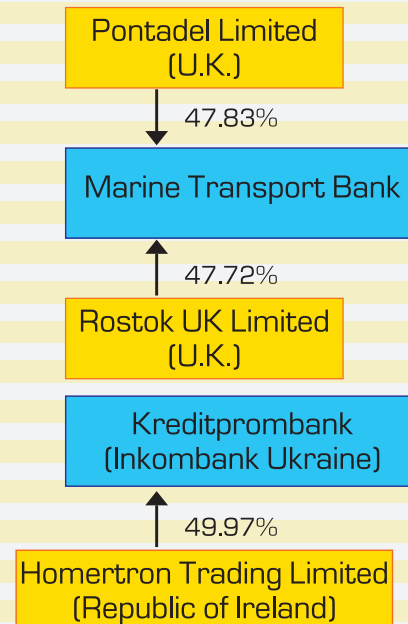 Pontadel Limited
(U.K.)
47.83%
Marine Transport Bank
47.72%
Rostok UK Limited
(U.K.)
Kreditprombank
(Inkombank Ukraine)
49.97%
Homertron Trading Limited
(Republic of Ireland)